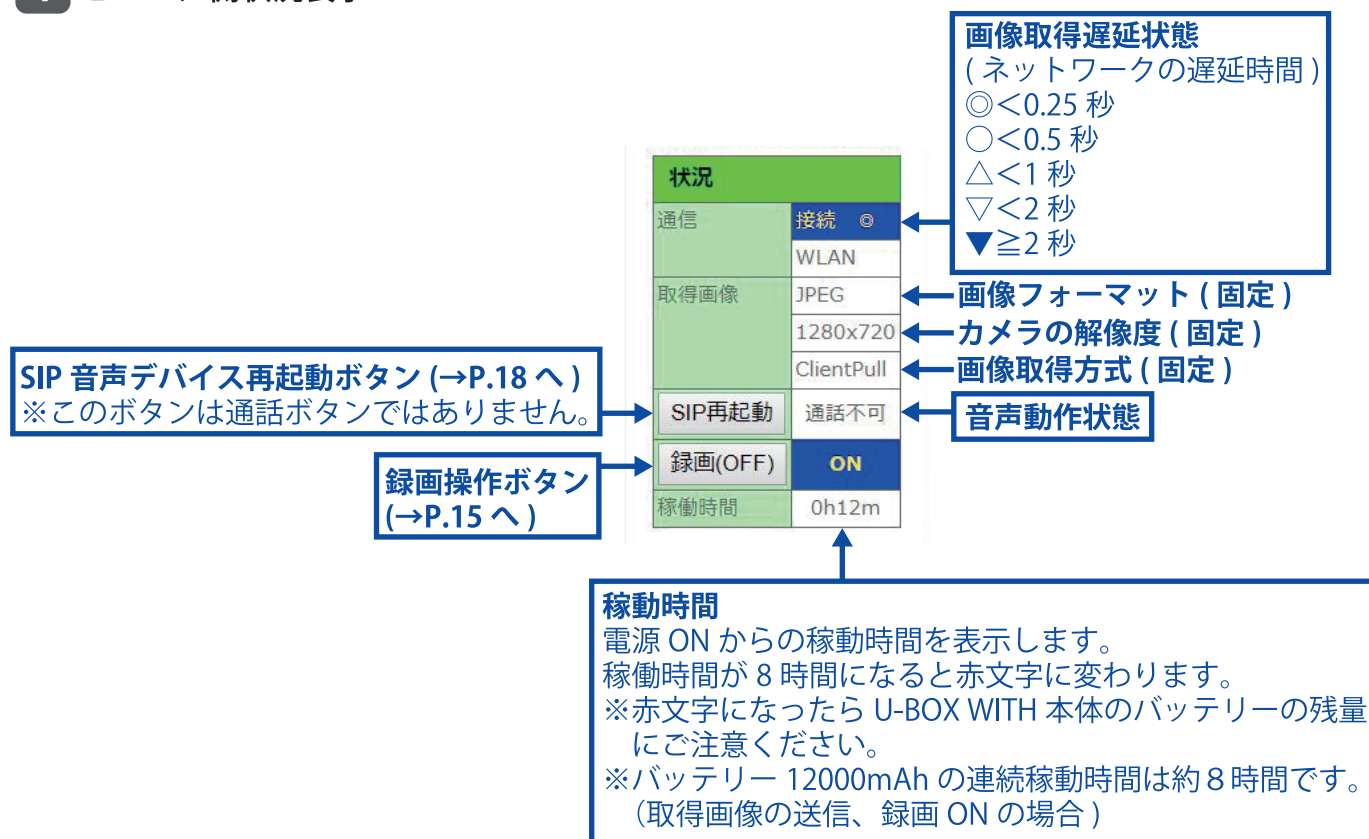 画像取得遅延状態
( ネットワークの遅延時間 )
◎＜0.25 秒
○＜0.5 秒
△＜1 秒
▽＜2 秒
▼≧2 秒
状況
通信
接続 ◎
WLAN
取得画像
JPEG
画像フォーマット ( 固定 )
1280x720
カメラの解像度 ( 固定 )
ClientPull
画像取得方式 ( 固定 )
SIP 音声デバイス再起動ボタン (→P.18 へ )
※このボタンは通話ボタンではありません。
SIP再起動
通話不可
音声動作状態
録画操作ボタン
(→P.15 へ )
録画(OFF)
ON
稼働時間
0h12m
稼動時間
電源 ON からの稼動時間を表示します。
稼働時間が 8 時間になると赤文字に変わります。
※赤文字になったら U-BOX WITH 本体のバッテリーの残量
にご注意ください。
※バッテリー 12000mAh の連続稼動時間は約８時間です。
（取得画像の送信、録画 ON の場合 )